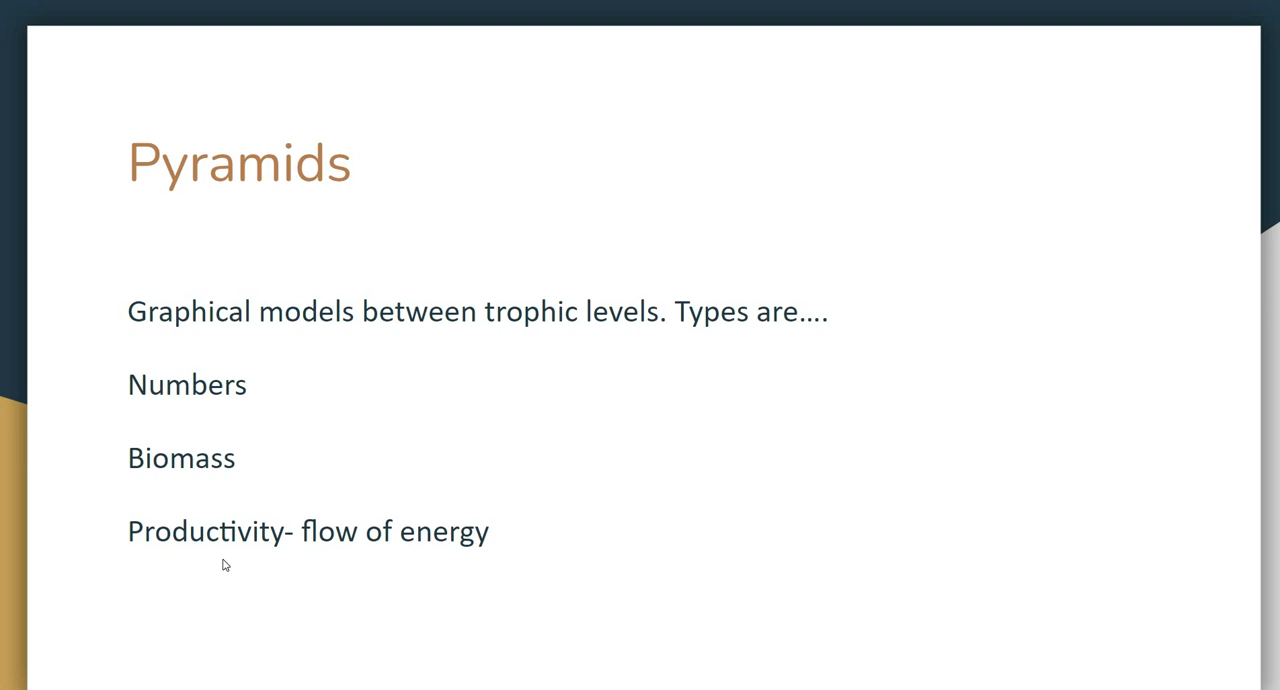 Pyramids
Graphical models between trophic levels. Types are....
Numbers
Biomass
Productivity- flow of energy